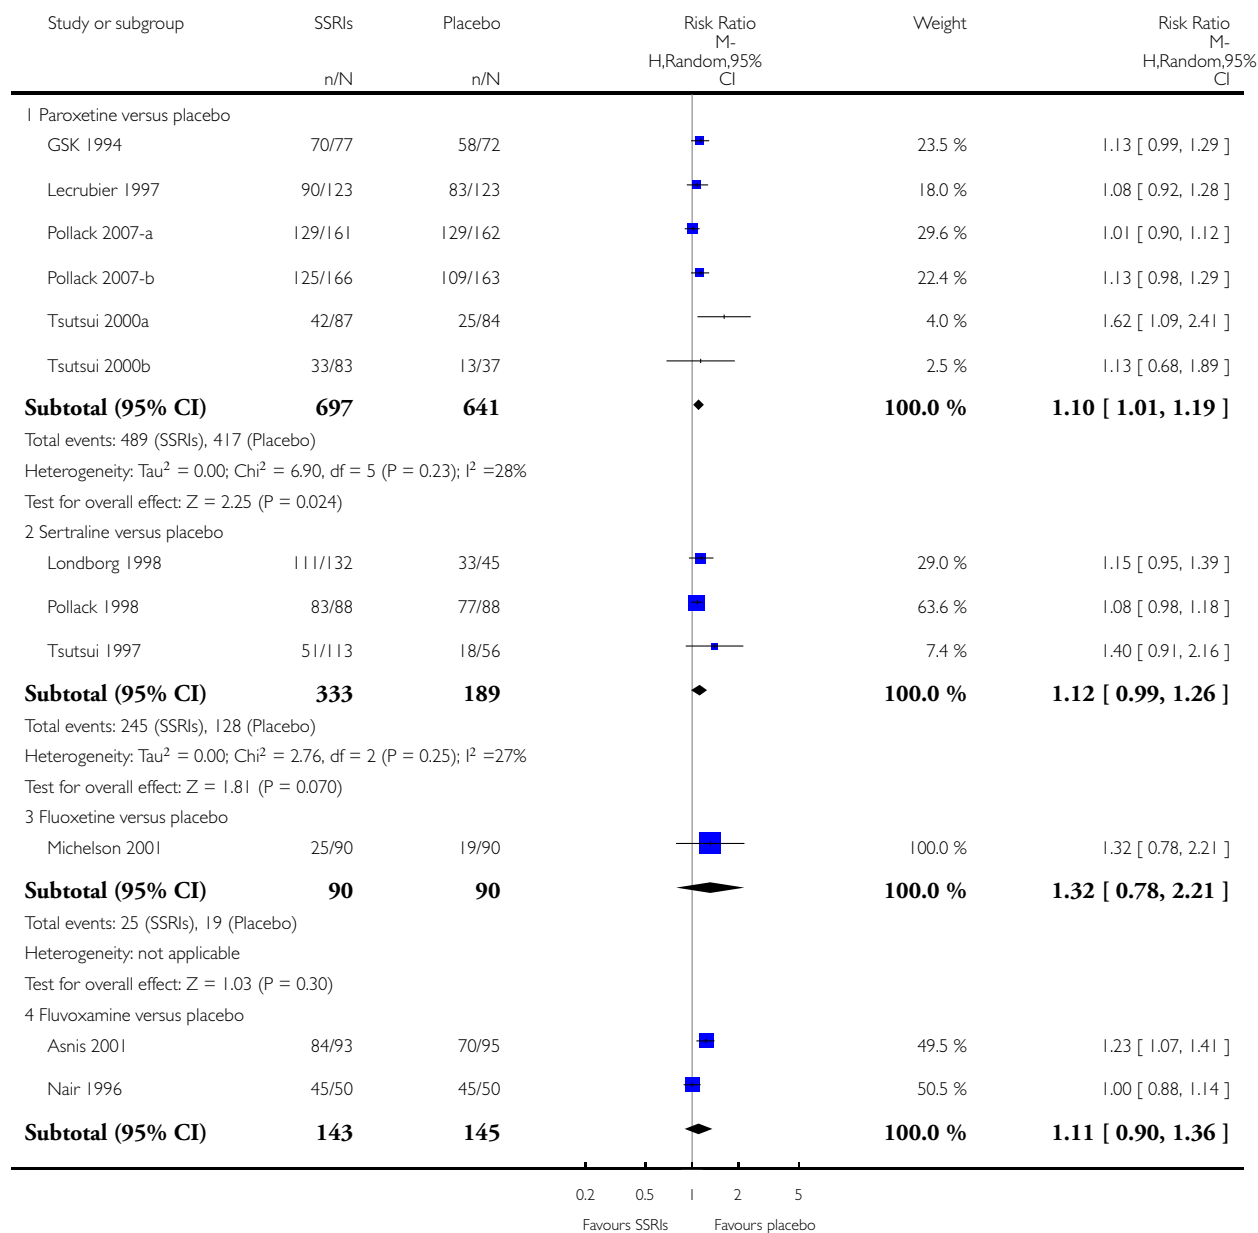 Study or subgroup SSRIs Placebo Risk Ratio Weight Risk Ratio
M- M-
H,Random,95% H,Random,95%
n/N n/N CI CI
1 Paroxetine versus placebo
GSK 1994 70/77 58/72 23.5 % 1.13 [ 0.99, 1.29 ]
Lecrubier 1997 90/123 83/123 18.0 % 1.08 [ 0.92, 1.28 ]
Pollack 2007-a 129/161 129/162 29.6 % 1.01 [ 0.90, 1.12 ]
Pollack 2007-b 125/166 109/163 22.4 % 1.13 [ 0.98, 1.29 ]
Tsutsui 2000a 42/87 25/84 4.0 % 1.62 [ 1.09, 2.41 ]
Tsutsui 2000b 33/83 13/37 2.5 % 1.13 [ 0.68, 1.89 ]
Subtotal (95% CI) 697 641 100.0 % 1.10 [ 1.01, 1.19 ]
Total events: 489 (SSRIs), 417 (Placebo)
Heterogeneity: Tau² = 0.00; Chi² = 6.90, df = 5 (P = 0.23); I² =28%
Test for overall effect: Z = 2.25 (P = 0.024)
2 Sertraline versus placebo
Londborg 1998 111/132 33/45 29.0 % 1.15 [ 0.95, 1.39 ]
Pollack 1998 83/88 77/88 63.6 % 1.08 [ 0.98, 1.18 ]
Tsutsui 1997 51/113 18/56 7.4 % 1.40 [ 0.91, 2.16 ]
Subtotal (95% CI) 333 189 100.0 % 1.12 [ 0.99, 1.26 ]
Total events: 245 (SSRIs), 128 (Placebo)
Heterogeneity: Tau² = 0.00; Chi² = 2.76, df = 2 (P = 0.25); I² =27%
Test for overall effect: Z = 1.81 (P = 0.070)
3 Fluoxetine versus placebo
Michelson 2001 25/90 19/90 100.0 % 1.32 [ 0.78, 2.21 ]
Subtotal (95% CI) 90 90 100.0 % 1.32 [ 0.78, 2.21 ]
Total events: 25 (SSRIs), 19 (Placebo)
Heterogeneity: not applicable
Test for overall effect: Z = 1.03 (P = 0.30)
4 Fluvoxamine versus placebo
Asnis 2001 84/93 70/95 49.5 % 1.23 [ 1.07, 1.41 ]
Nair 1996 45/50 45/50 50.5 % 1.00 [ 0.88, 1.14 ]
Subtotal (95% CI) 143 145 100.0 % 1.11 [ 0.90, 1.36 ]
0.2 0.5 1 2 5
Favours SSRIs Favours placebo